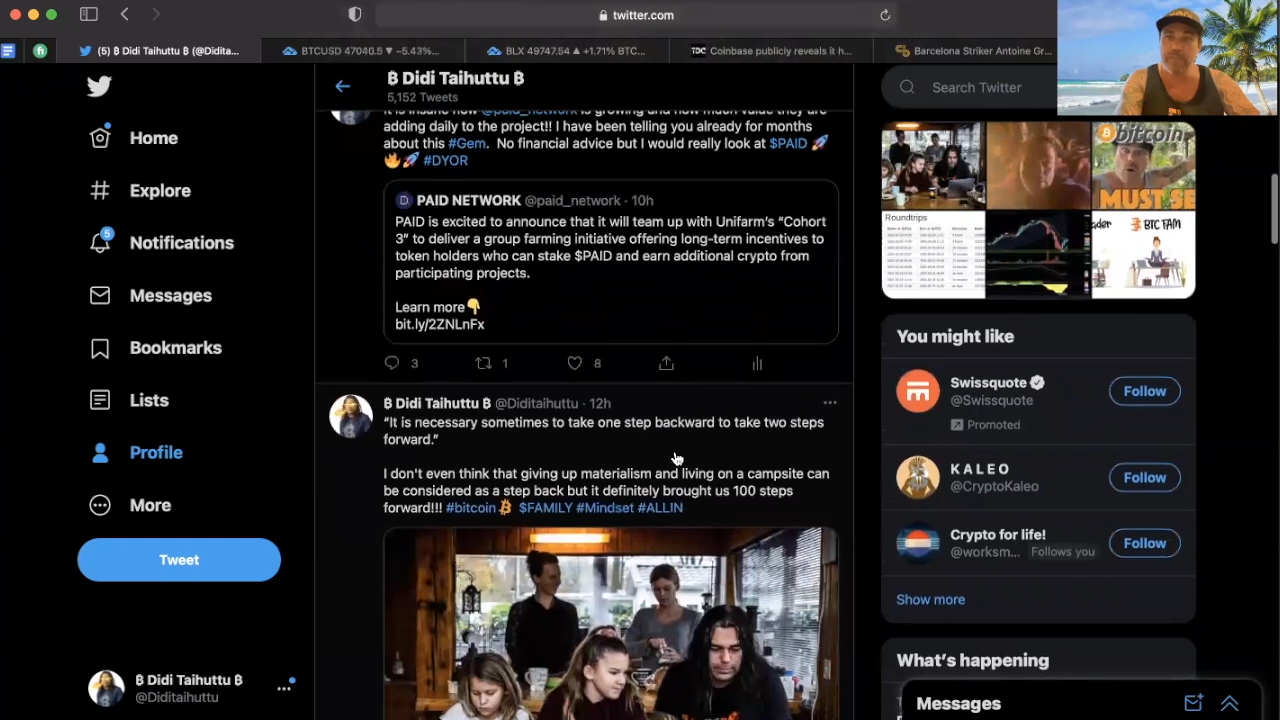 twitter.com
(5) ₿ Didi Taihuttu ₿ (@Didita...
BTCUSD 47040.5 ▼ −5.43%...
BLX 49747.54 ▲ +1.71% BTC...
TDC Coinbase publicly reveals it h...
Barcelona Striker Antoine Gr...
₿ Didi Taihuttu ₿
5,152 Tweets
Search Twitter
Home
Explore
5
Notifications
Messages
Bookmarks
Lists
Profile
More
Tweet
₿ Didi Taihuttu ₿
@Diditaihuttu
It is insane how @paid_network is growing and how much value they are
adding daily to the project!! I have been telling you already for months
about this #Gem. No financial advice but I would really look at $PAID 🚀
🔥🚀 #DYOR
PAID NETWORK @paid_network · 10h
PAID is excited to announce that it will team up with Unifarm's “Cohort
3” to deliver a group farming initiative offering long-term incentives to
token holders who can stake $PAID and earn additional crypto from
participating projects.
Learn more👇
bit.ly/2ZNLnFx
3 1 8
₿ Didi Taihuttu ₿ @Diditaihuttu · 12h
“It is necessary sometimes to take one step backward to take two steps
forward.”
I don't even think that giving up materialism and living on a campsite can
be considered as a step back but it definitely brought us 100 steps
forward!!! #bitcoin $FAMILY #Mindset #ALLIN
bitcoin
MUST SE
Roundtrips
ader
BTC FAM
You might like
Swissquote
@Swissquote
Promoted
Follow
K A L E O
@CryptoKaleo
Follow
Crypto for life!
@worksm... Follows you
Follow
Show more
What's happening
Messages